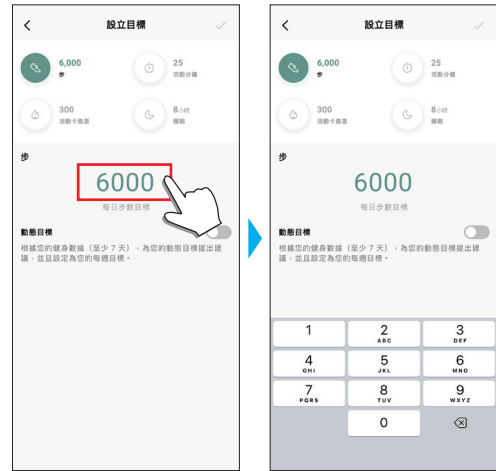 設立目標
6,000
步
25
活動分鐘
300
活動卡路里
8小時
睡眠
步
6000
每日步數目標
動態目標
根據您的健身數據（至少 7 天），為您的動態目標提出建
議，並且設定為您的每週目標。
設立目標
6,000
步
25
活動分鐘
300
活動卡路里
8小時
睡眠
步
6000
每日步數目標
動態目標
根據您的健身數據（至少 7 天），為您的動態目標提出建
議，並且設定為您的每週目標。
1 2 3
ABC DEF
4 5 6
GHI JKL MNO
7 8 9
PQRS TUV WXYZ
0